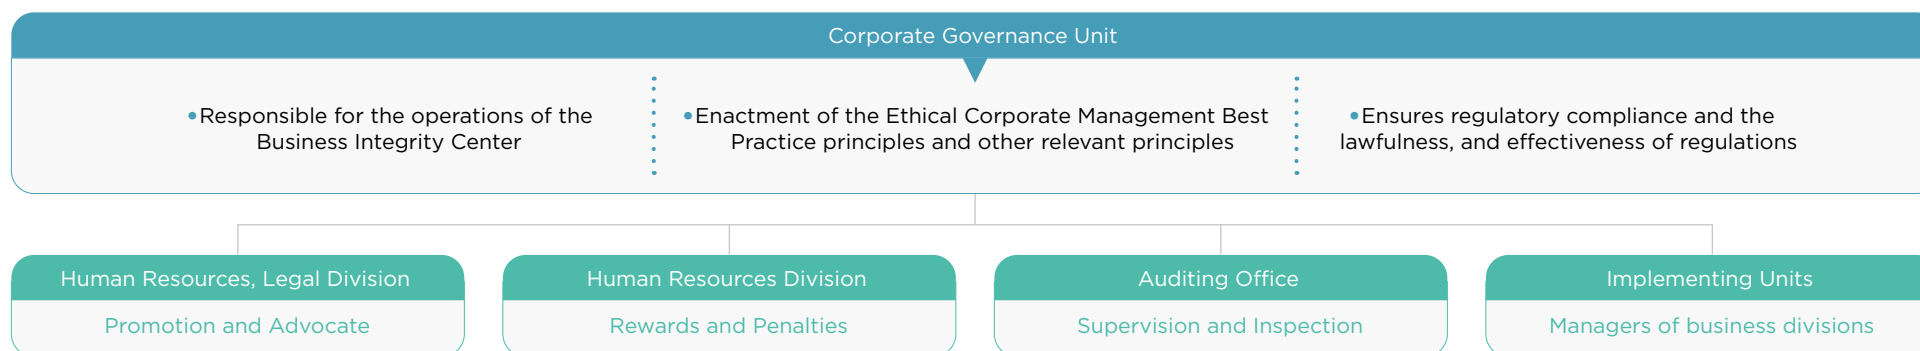 Corporate Governance Unit
•Responsible for the operations of the
Business Integrity Center
•Enactment of the Ethical Corporate Management Best
Practice principles and other relevant principles
•Ensures regulatory compliance and the
lawfulness, and effectiveness of regulations
Human Resources, Legal Division
Promotion and Advocate
Human Resources Division
Rewards and Penalties
Auditing Office
Supervision and Inspection
Implementing Units
Managers of business divisions